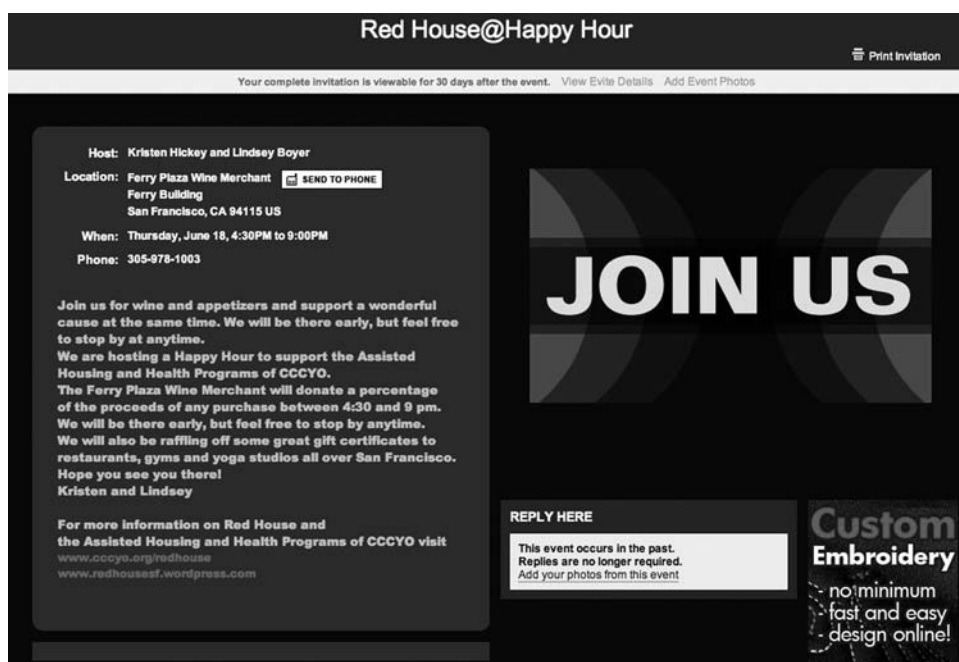 Red House@Happy Hour
Print Invitation
Your complete invitation is viewable for 30 days after the event. View Evite Details Add Event Photos
Host: Kristen Hickey and Lindsey Boyer
Location: Ferry Plaza Wine Merchant SEND TO PHONE
Ferry Building
San Francisco, CA 94115 US
When: Thursday, June 18, 4:30PM to 9:00PM
Phone: 305-978-1003
Join us for wine and appetizers and support a wonderful
cause at the same time. We will be there early, but feel free
to stop by at anytime.
We are hosting a Happy Hour to support the Assisted
Housing and Health Programs of CCCYO.
The Ferry Plaza Wine Merchant will donate a percentage
of the proceeds of any purchase between 4:30 and 9 pm.
We will be there early, but feel free to stop by anytime.
We will also be raffling off some great gift certificates to
restaurants, gyms and yoga studios all over San Francisco.
Hope you see you there!
Kristen and Lindsey
For more information on Red House and
the Assisted Housing and Health Programs of CCCYO visit
www.cccyo.org/redhouse
www.redhousesf.wordpress.com
JOIN US
REPLY HERE
This event occurs in the past.
Replies are no longer required.
Add your photos from this event
Custom
Embroidery
- no minimum
- fast and easy
- design online!